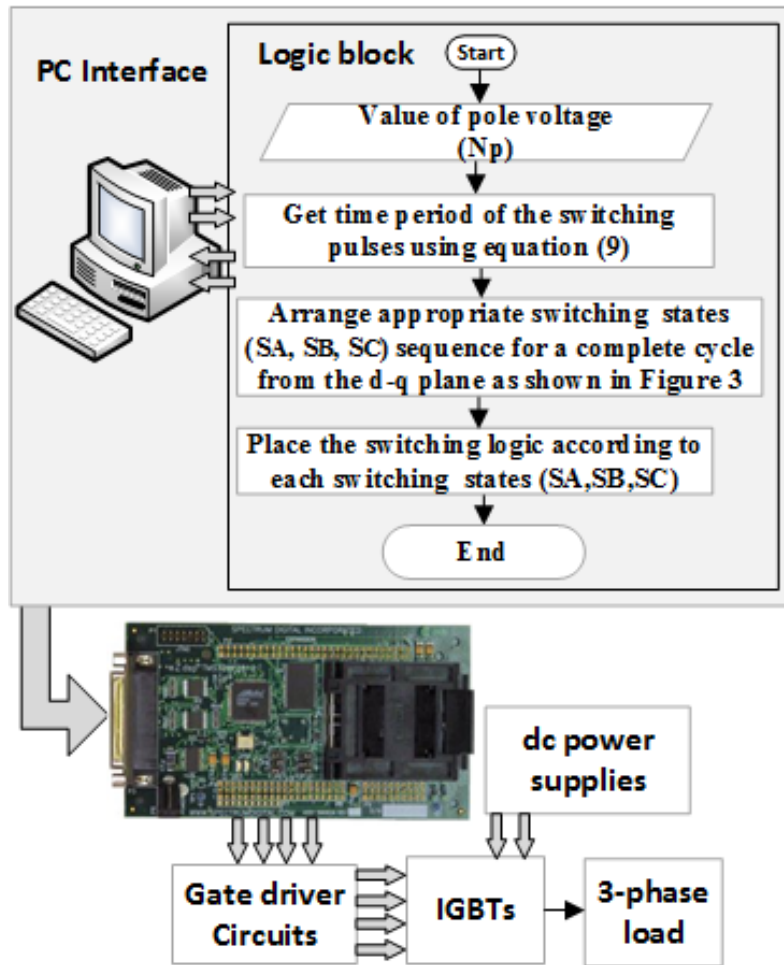 PC Interface
Logic block
Start
Value of pole voltage
(Np)
Get time period of the switching
pulses using equation (9)
Arrange appropriate switching states
(SA, SB, SC) sequence for a complete cycle
from the d-q plane as shown in Figure 3
Place the switching logic according to
each switching states (SA,SB,SC)
End
SPECTRUM DIGITAL INCORPORATED
dc power
supplies
Gate driver
Circuits
IGBTs
3-phase
load